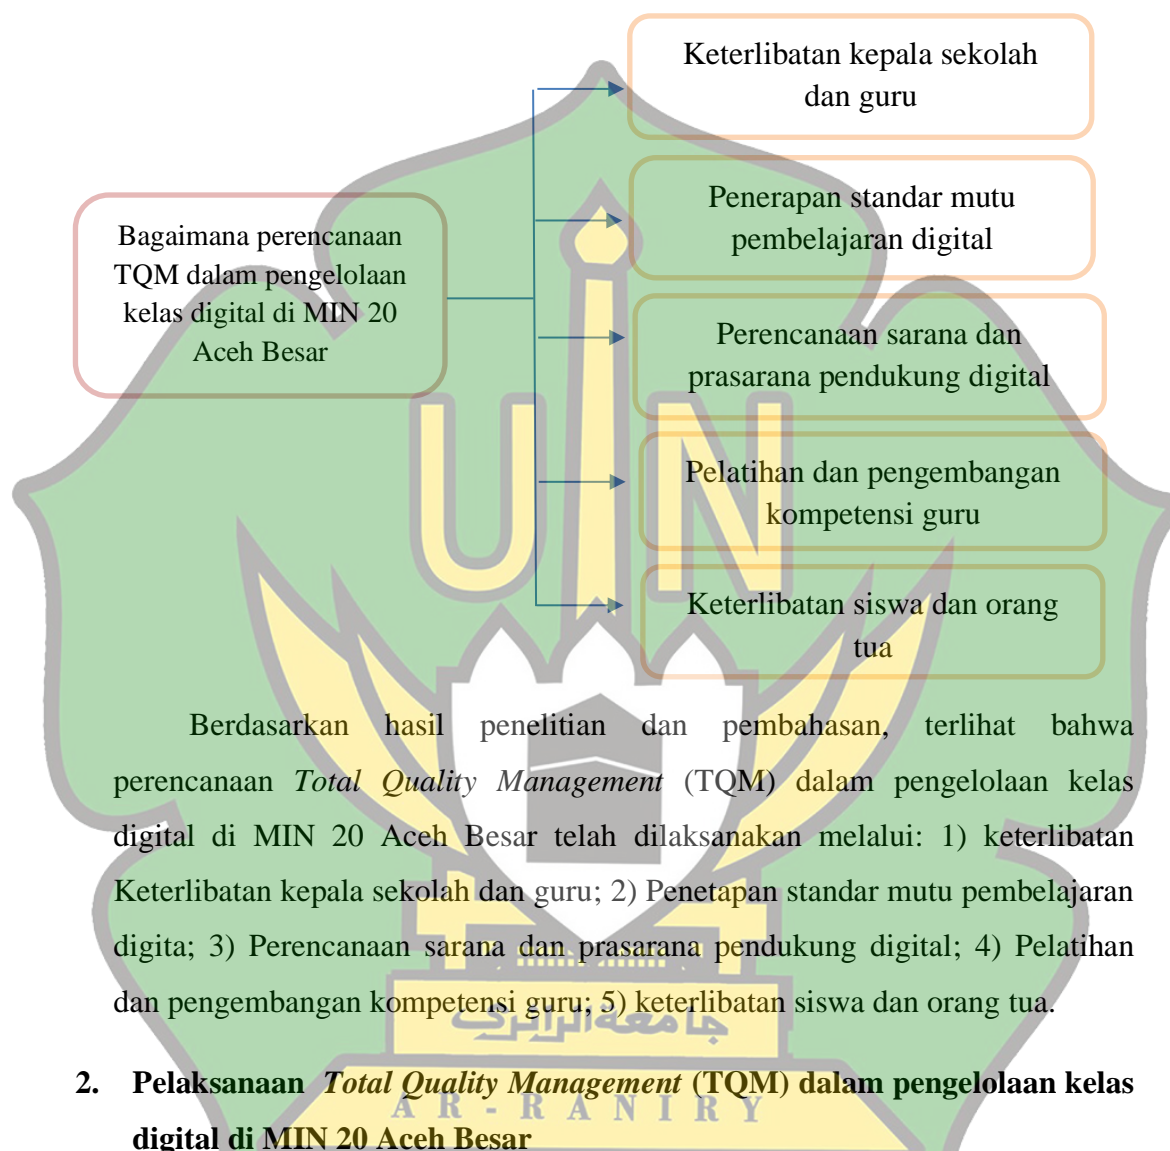 Keterlibatan kepala sekolah
dan guru
Penerapan standar mutu
pembelajaran digital
Bagaimana perencanaan
TQM dalam pengelolaan
kelas digital di MIN 20
Aceh Besar
Perencanaan sarana dan
prasarana pendukung digital
Pelatihan dan pengembangan
kompetensi guru
Keterlibatan siswa dan orang
tua
UIN
Berdasarkan hasil penelitian dan pembahasan, terlihat bahwa
perencanaan Total Quality Management (TQM) dalam pengelolaan kelas
digital di MIN 20 Aceh Besar telah dilaksanakan melalui: 1) keterlibatan
Keterlibatan kepala sekolah dan guru; 2) Penetapan standar mutu pembelajaran
digita; 3) Perencanaan sarana dan prasarana pendukung digital; 4) Pelatihan
dan pengembangan kompetensi guru; 5) keterlibatan siswa dan orang tua.
جامعة الرانري
2. Pelaksanaan Total Quality Management (TQM) dalam pengelolaan kelas
digital di MIN 20 Aceh Besar
AR-RANIRY